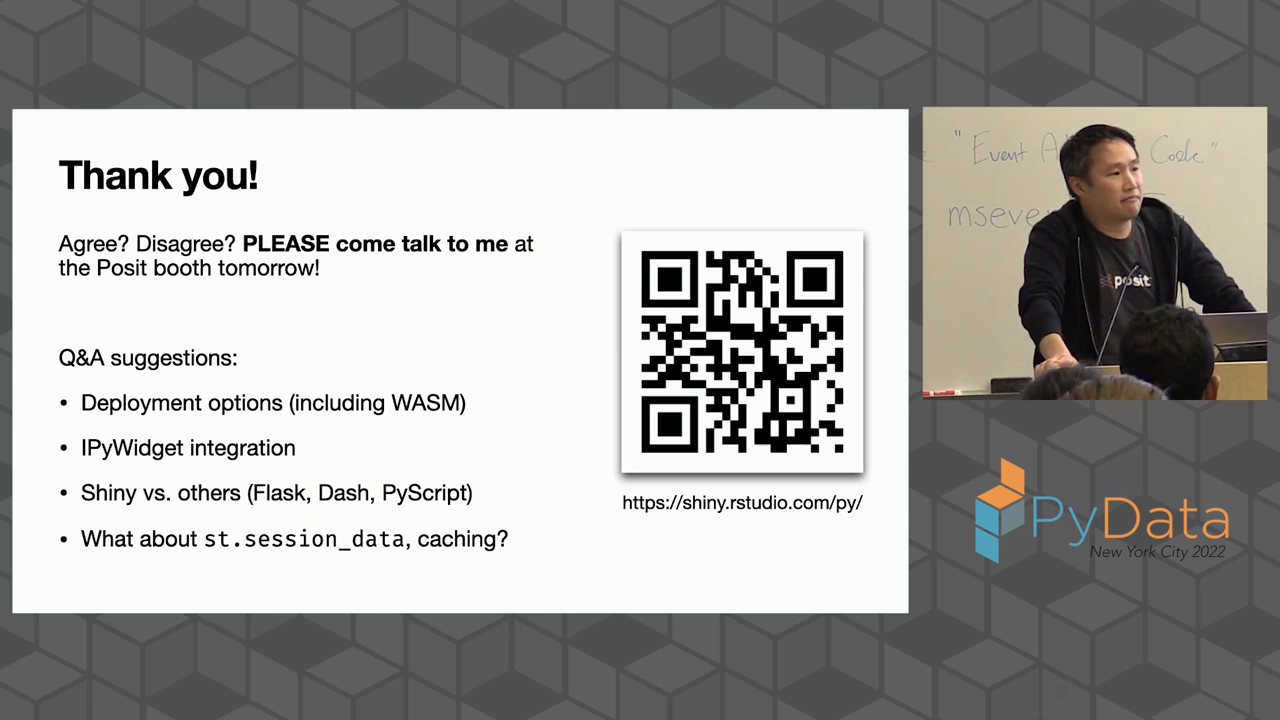 Thank you!
Agree? Disagree? PLEASE come talk to me at
the Posit booth tomorrow!
Q&A suggestions:
• Deployment options (including WASM)
• IPyWidget integration
• Shiny vs. others (Flask, Dash, PyScript)
• What about st.session_data, caching?
https://shiny.rstudio.com/py/
"Event Code"
posit
PyData
New York City 2022